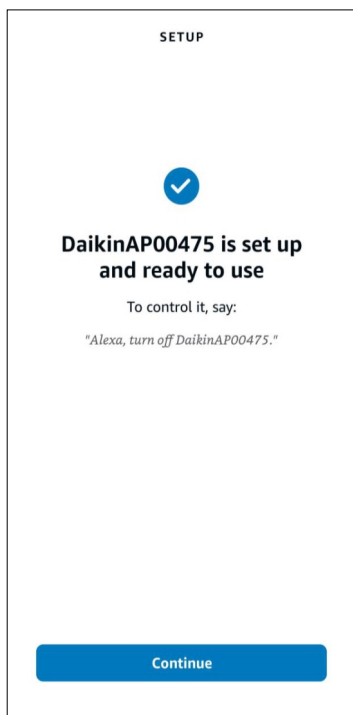 SETUP
DaikinAP00475 is set up
and ready to use
To control it, say:
"Alexa, turn off DaikinAP00475."
Continue